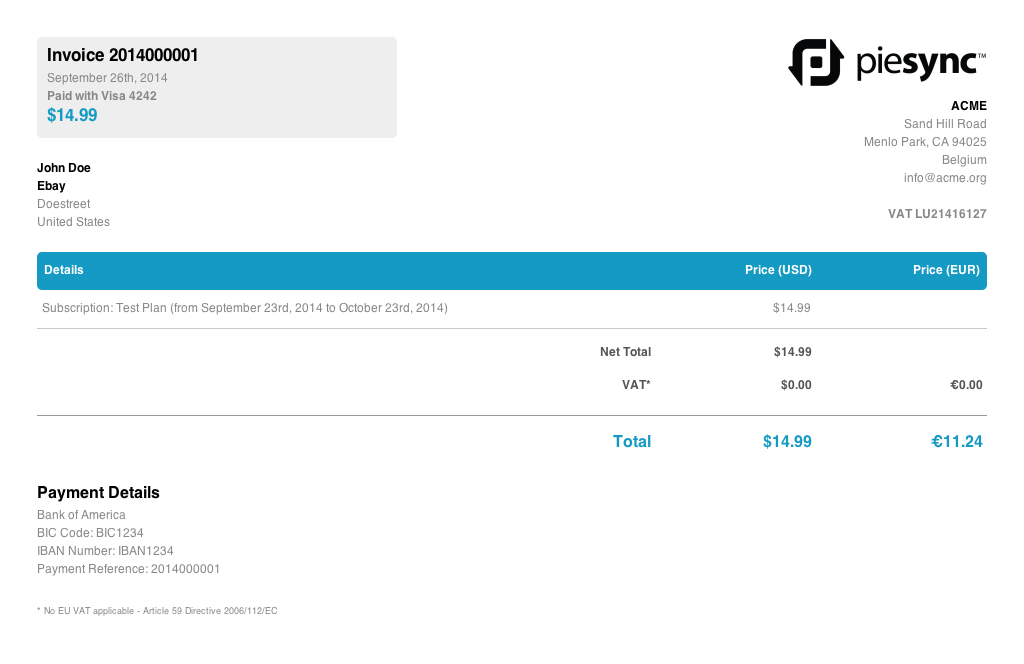 Invoice 2014000001
September 26th, 2014
Paid with Visa 4242
$14.99
piesync™
ACME
Sand Hill Road
Menlo Park, CA 94025
Belgium
info@acme.org
VAT LU21416127
John Doe
Ebay
Doestreet
United States
Details Price (USD) Price (EUR)
Subscription: Test Plan (from September 23rd, 2014 to October 23rd, 2014) $14.99
Net Total $14.99
VAT* $0.00 €0.00
Total $14.99 €11.24
Payment Details
Bank of America
BIC Code: BIC1234
IBAN Number: IBAN1234
Payment Reference: 2014000001
* No EU VAT applicable - Article 59 Directive 2006/112/EC